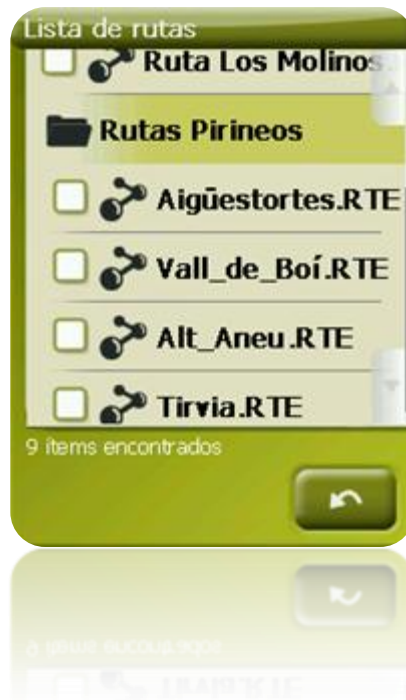 Lista de rutas
Ruta Los Molinos
Rutas Pirineos
Aigüestortes.RTE
Vall_de_Boí.RTE
Alt_Aneu.RTE
Tirvia.RTE
9 ítems encontrados